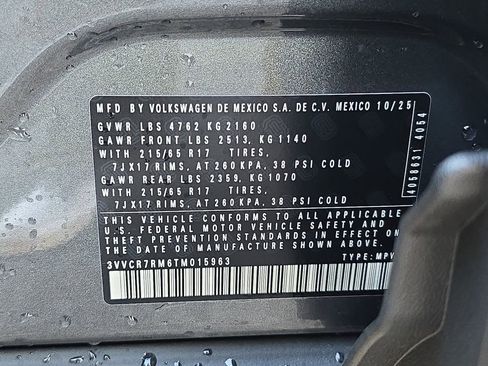 MFD BY VOLKSWAGEN DE MEXICO S.A. DE C.V. MEXICO 10/25
GVWR LBS 4762 KG 2160
GAWR FRONT LBS 2513, KG 1140
WITH 215/65 R17 TIRES,
7JX17 RIMS, AT 260 KPA, 38 PSI COLD
GAWR REAR LBS 2359, KG 1070
WITH 215/65 R17 TIRES,
7JX17 RIMS, AT 260 KPA, 38 PSI COLD
THIS VEHICLE CONFORMS TO ALL APPLICABLE
U.S. FEDERAL MOTOR VEHICLE SAFETY AND
THEFT PREVENTION STANDARDS IN EFFECT ON
THE DATE OF MANUFACTURE SHOWN ABOVE.
3VVCR7RM6TM015963 TYPE: MPV
4058631 4054